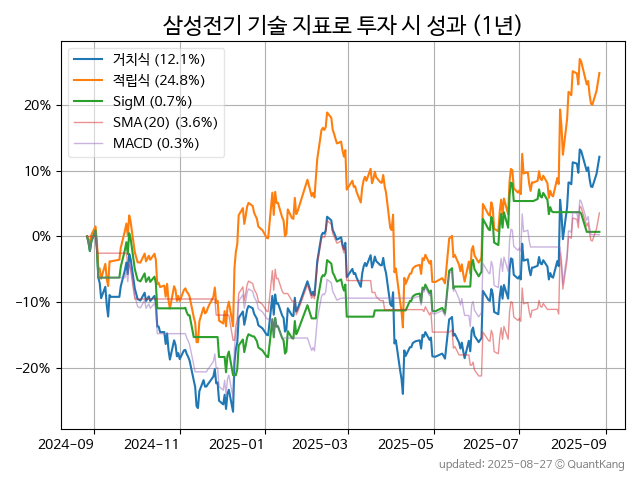 삼성전기 기술 지표로 투자 시 성과 (1년)
거치식 (12.1%)
적립식 (24.8%)
SigM (0.7%)
SMA(20) (3.6%)
MACD (0.3%)
20%
10%
0%
−10%
−20%
2024-09
2024-11
2025-01
2025-03
2025-05
2025-07
2025-09
updated: 2025-08-27 © QuantKang